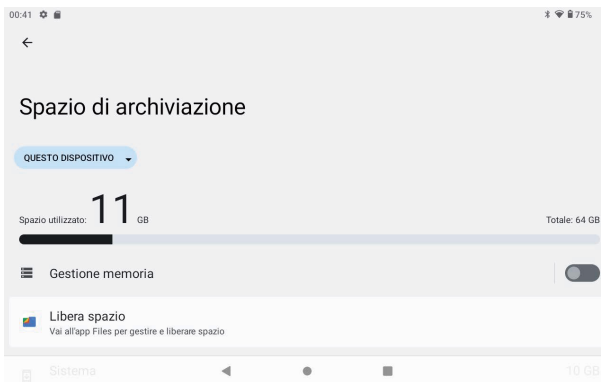 00:41
75%
Spazio di archiviazione
QUESTO DISPOSITIVO
Spazio utilizzato: 11 GB
Totale: 64 GB
Gestione memoria
Libera spazio
Vai all'app Files per gestire e liberare spazio
Sistema
10 GB